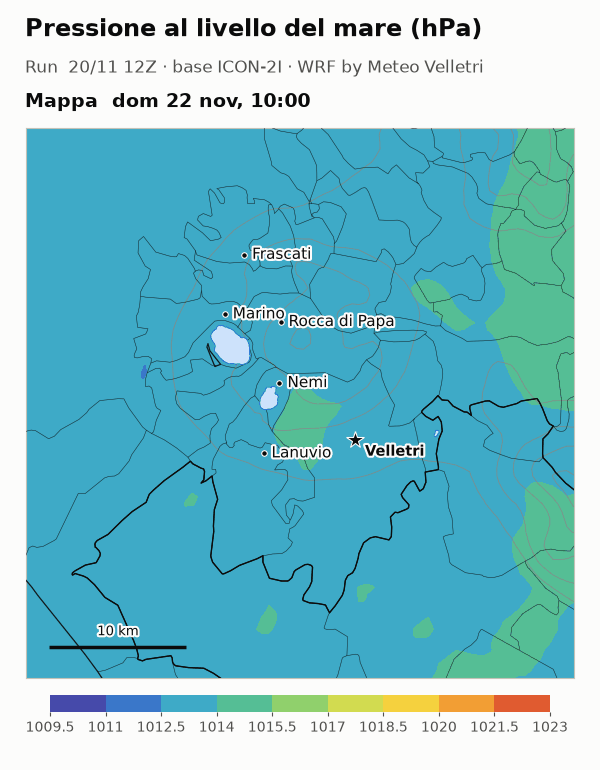 Pressione al livello del mare (hPa)
Run  20/11 12Z · base ICON-2I · WRF by Meteo Velletri
Mappa  dom 22 nov, 10:00
Frascati
Marino
Rocca di Papa
Nemi
Velletri
Lanuvio
10 km
1009.5 1011 1012.5 1014 1015.5 1017 1018.5 1020 1021.5 1023